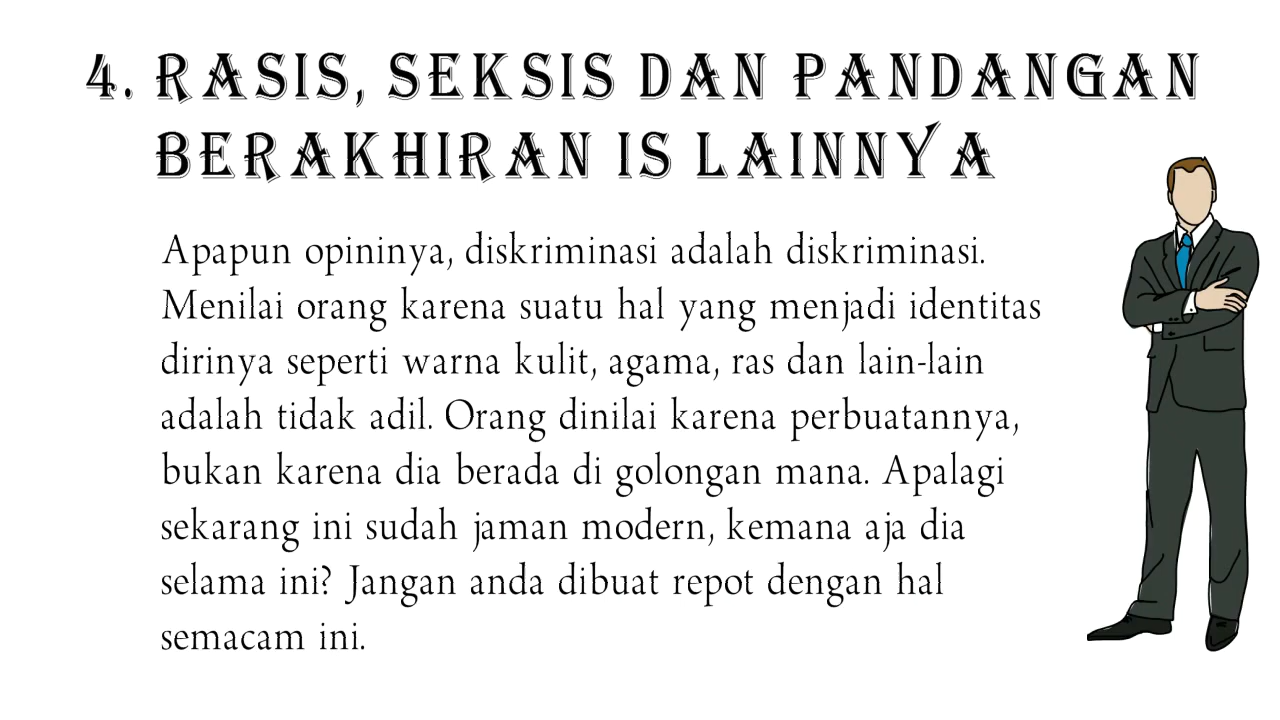 4. RASIS, SEKSIS DAN PANDANGAN
BERAKHIRAN IS LAINNYA
Apapun opininya, diskriminasi adalah diskriminasi.
Menilai orang karena suatu hal yang menjadi identitas
dirinya seperti warna kulit, agama, ras dan lain-lain
adalah tidak adil. Orang dinilai karena perbuatannya,
bukan karena dia berada di golongan mana. Apalagi
sekarang ini sudah jaman modern, kemana aja dia
selama ini? Jangan anda dibuat repot dengan hal
semacam ini.